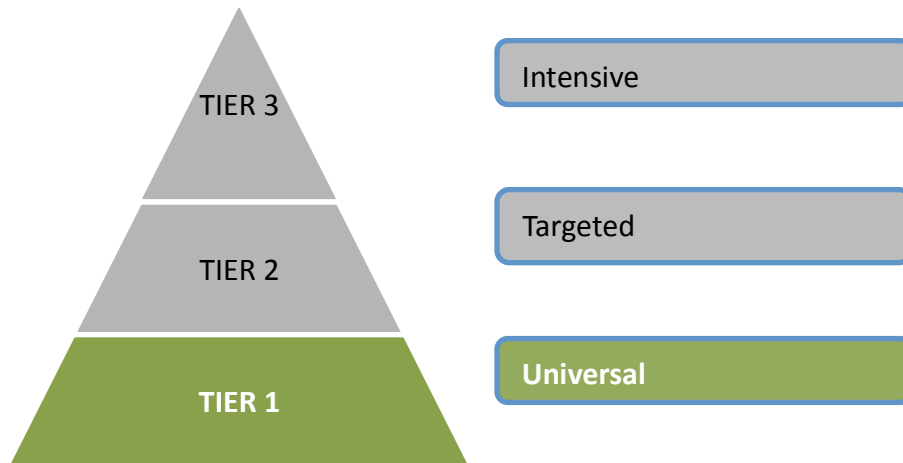 TIER 3
Intensive
TIER 2
Targeted
TIER 1
Universal